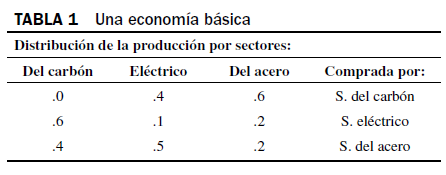 TABLA 1 Una economía básica
Distribución de la producción por sectores:
Del carbón Eléctrico Del acero Comprada por:
.0 .4 .6 S. del carbón
.6 .1 .2 S. eléctrico
.4 .5 .2 S. del acero